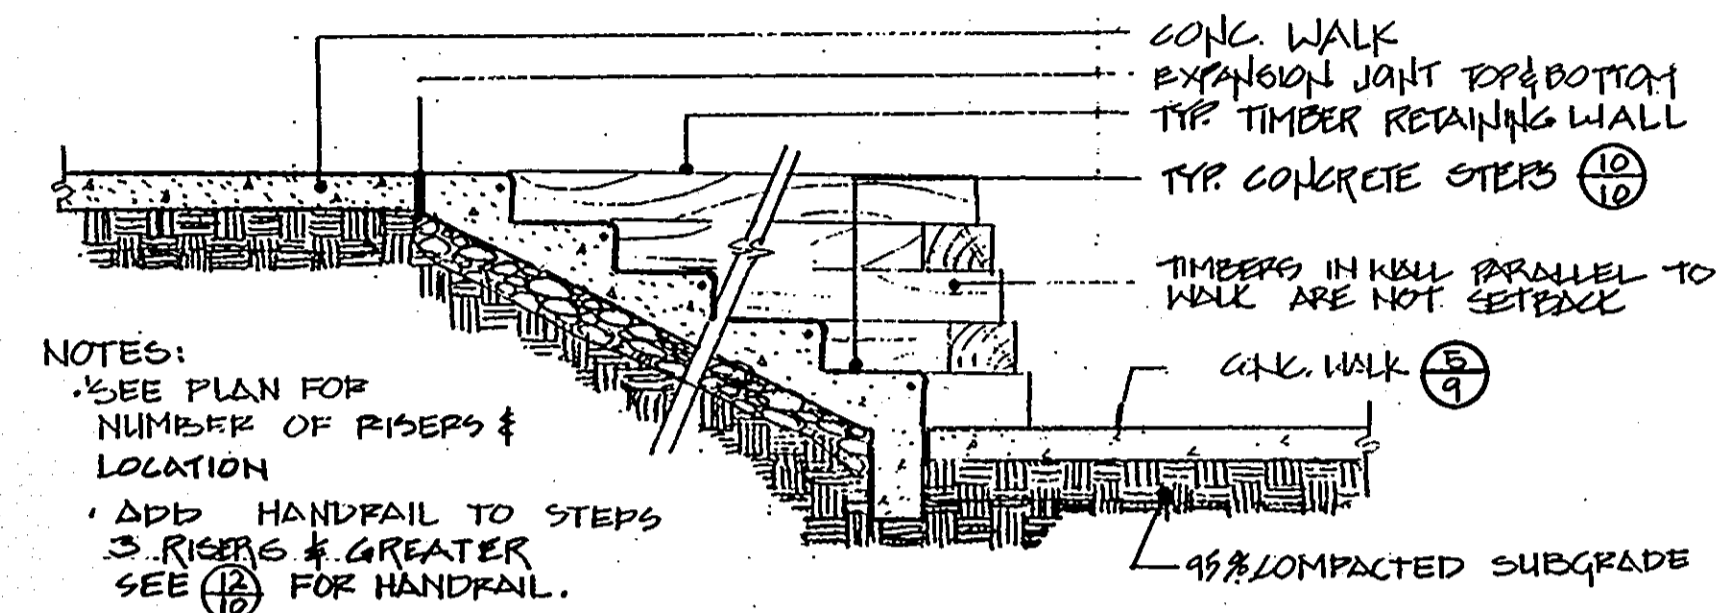 CONC. WALK
EXPANSION JOINT TOP & BOTTOM
TYP. TIMBER RETAINING WALL
TYP. CONCRETE STEPS 10/10
TIMBERS IN WALL PARALLEL TO
WALK ARE NOT SETBACK
CONC. WALK 5/9
NOTES:
· SEE PLAN FOR
NUMBER OF RISERS &
LOCATION
· ADD HANDRAIL TO STEPS
3 RISERS & GREATER
SEE 12/10 FOR HANDRAIL.
95% COMPACTED SUBGRADE